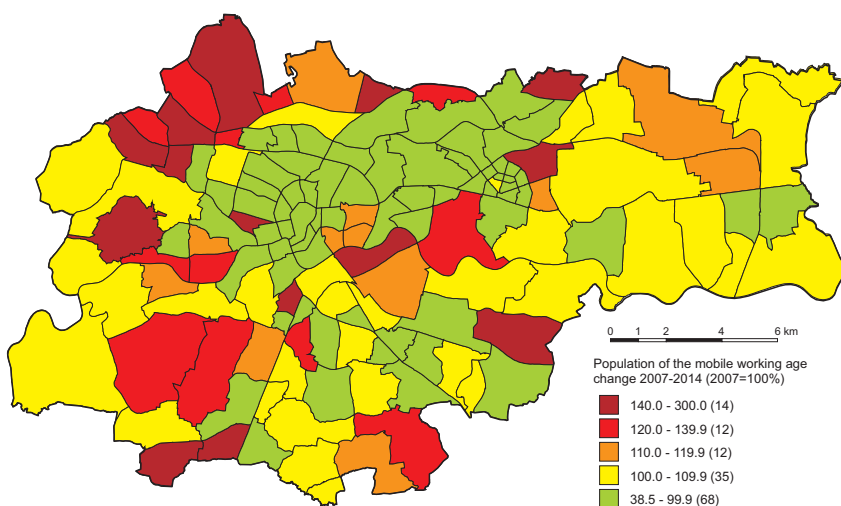 0 1 2 4 6 km
Population of the mobile working age
change 2007-2014 (2007=100%)
140.0 - 300.0 (14)
120.0 - 139.9 (12)
110.0 - 119.9 (12)
100.0 - 109.9 (35)
38.5 - 99.9 (68)